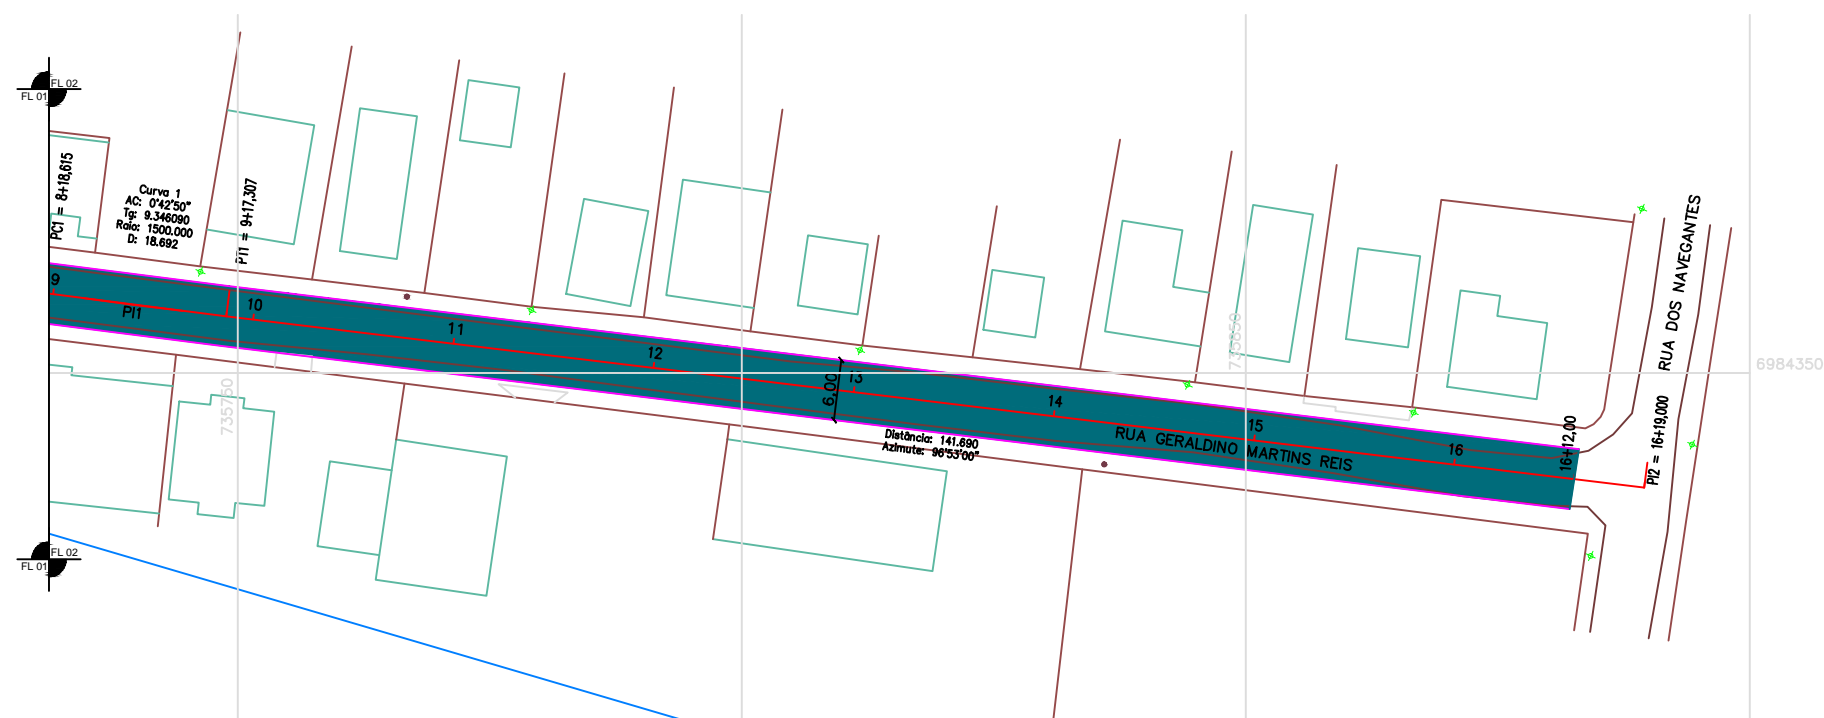 FL 02
FL 01
PC1 = 8+18,615
Curva 1
AC: 0°42'50"
Tg: 9.346090
Raio: 1500.000
D: 18.692
PT1 = 9+17,307
9
PI1
10
11
12
13
14
15
16
6,00
Distância: 141.690
Azimute: 96°53'00"
RUA GERALDINO MARTINS REIS
16+12,00
PI2 = 16+19,000
RUA DOS NAVEGANTES
735750
735850
6984350
FL 02
FL 01